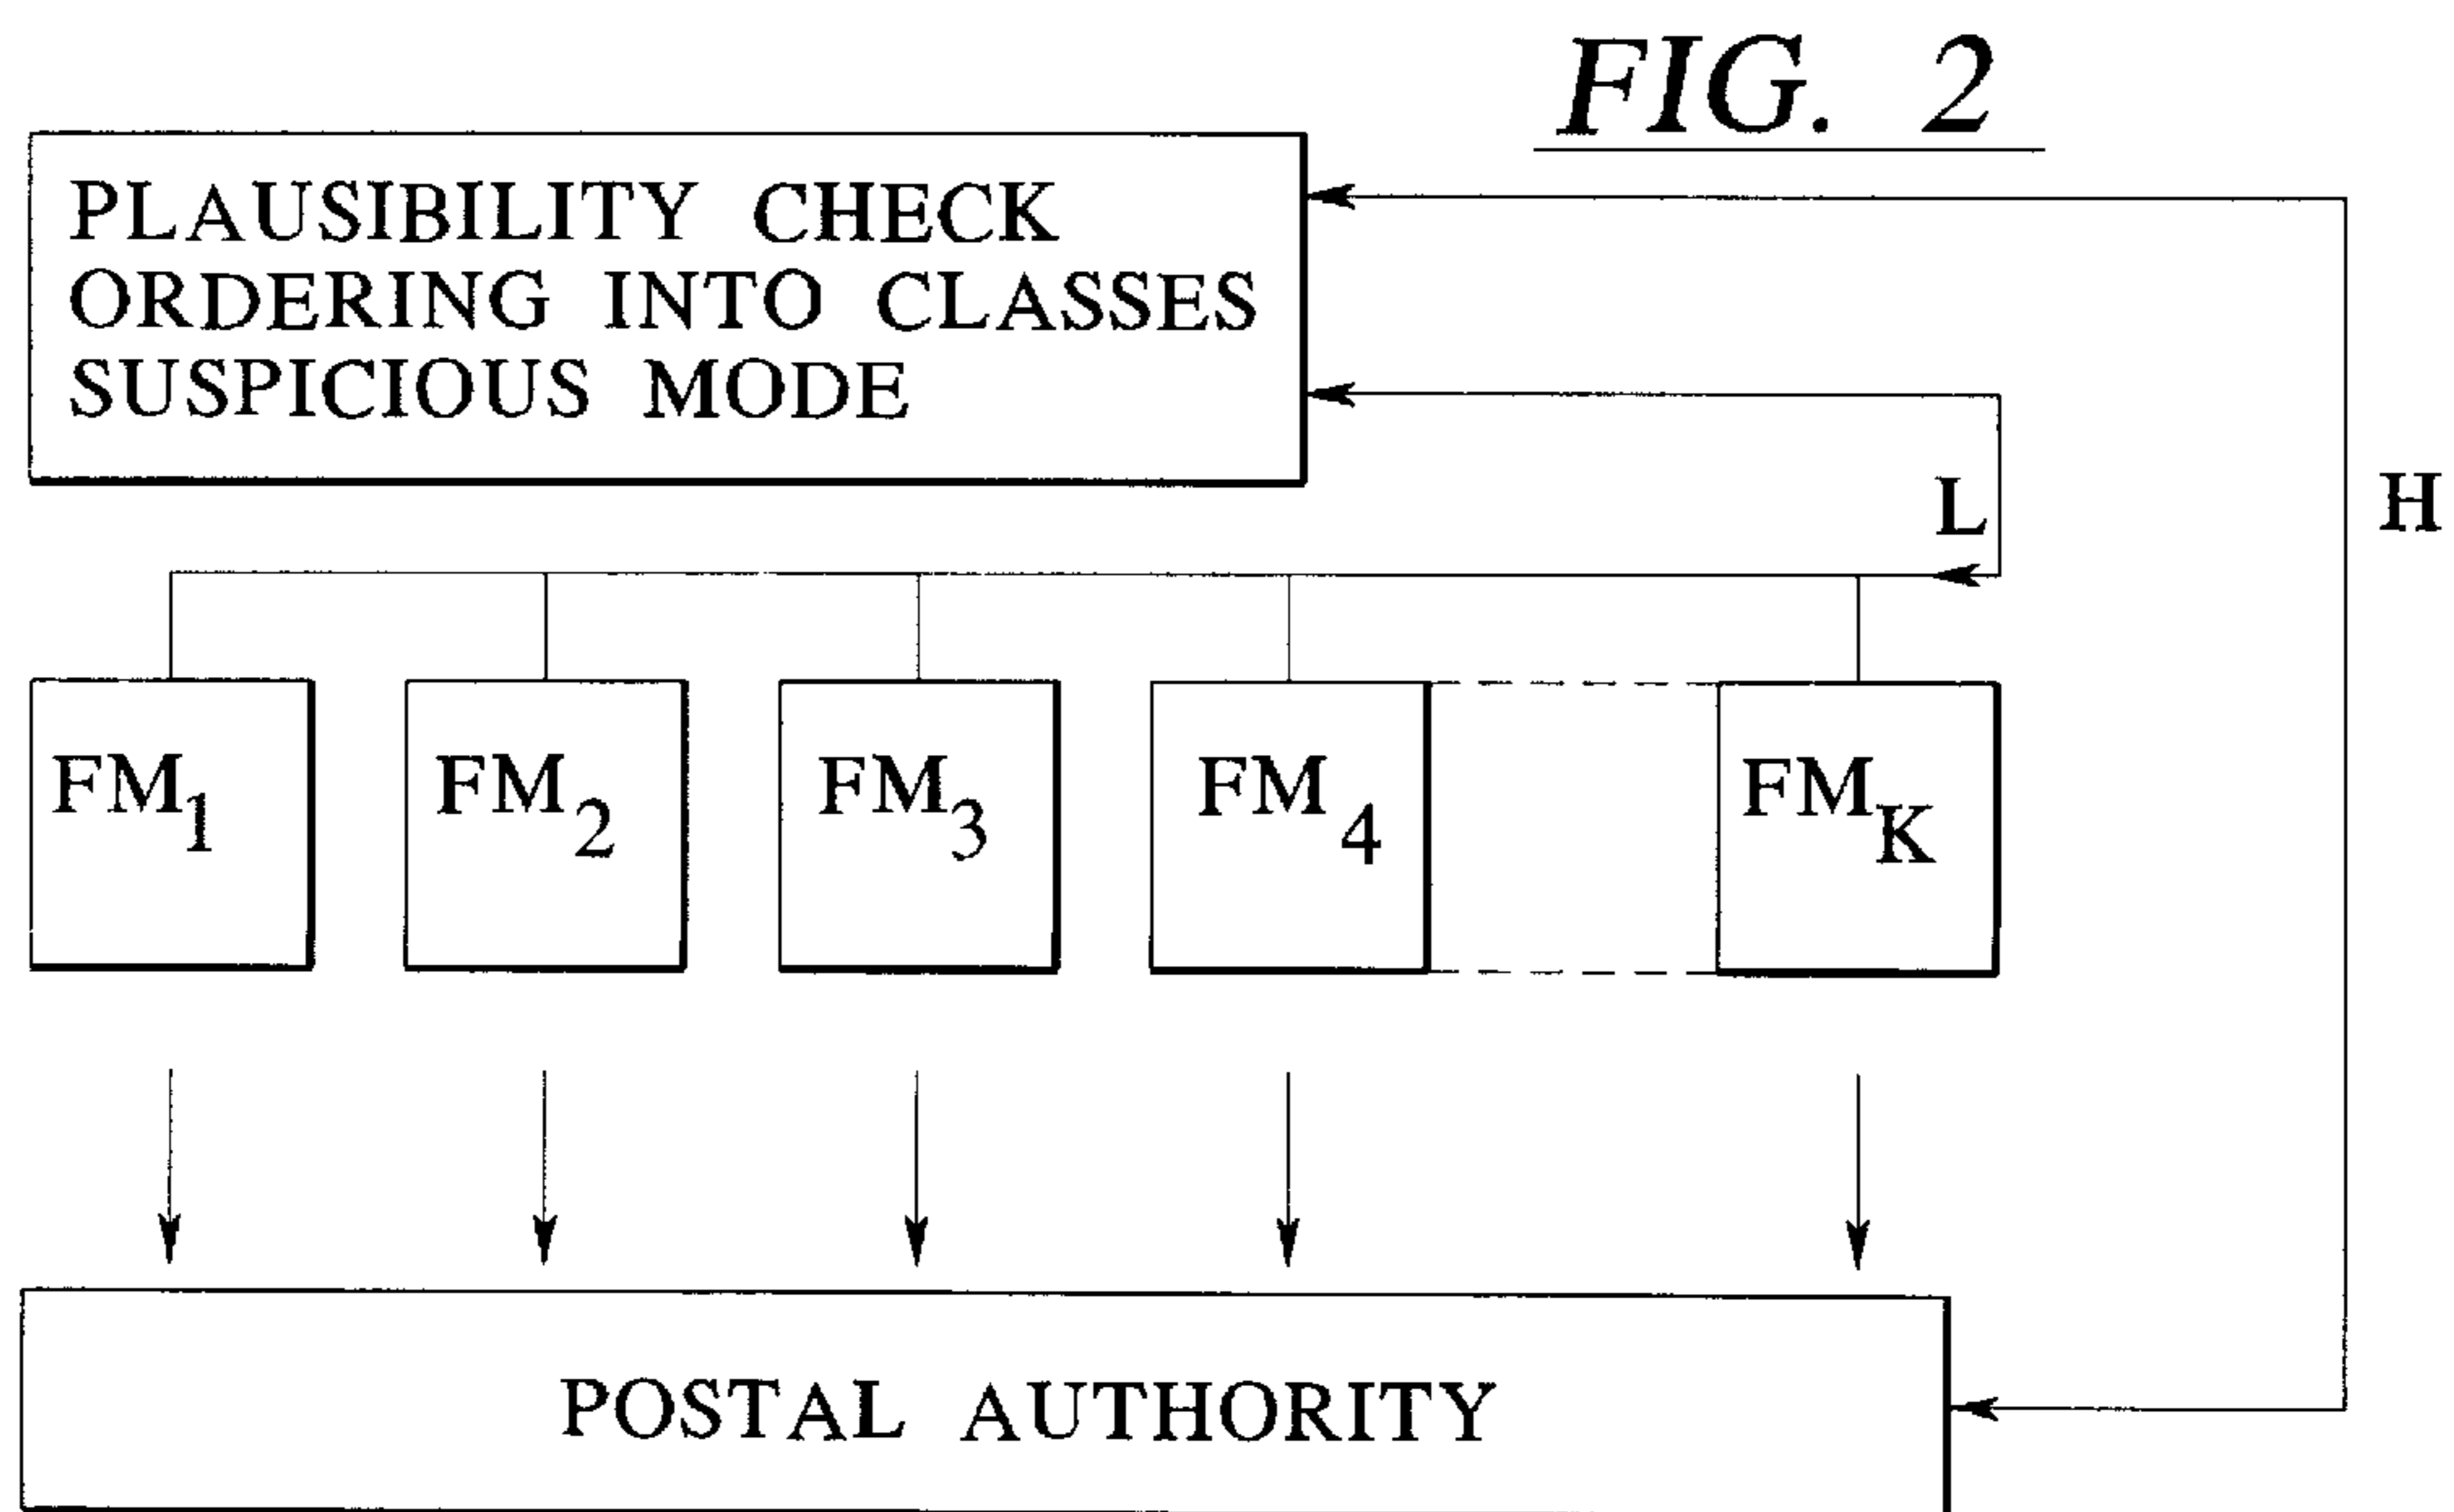 FIG. 2
PLAUSIBILITY CHECK
ORDERING INTO CLASSES
SUSPICIOUS MODE
L
H
FM1
FM2
FM3
FM4
FMK
POSTAL AUTHORITY